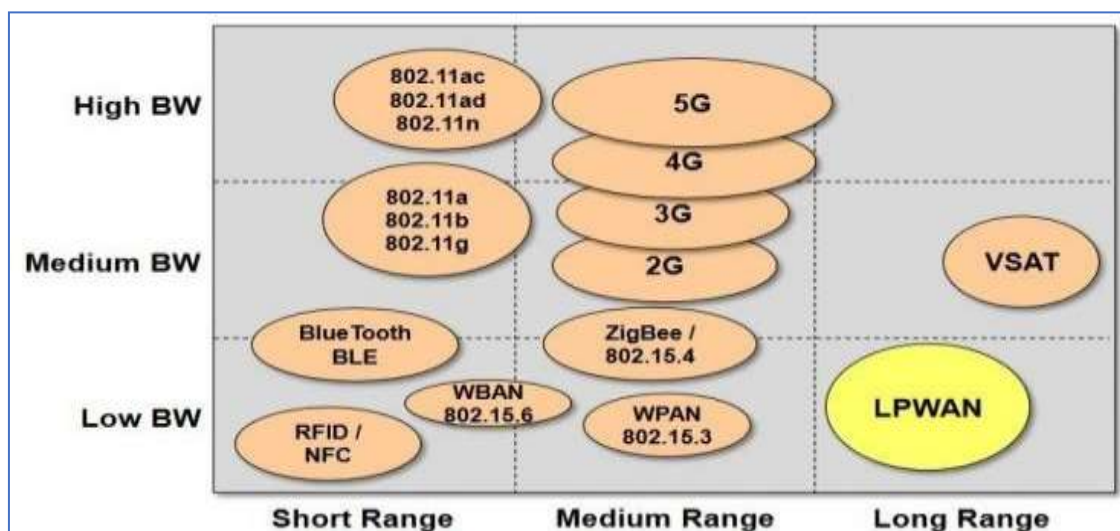 High BW
802.11ac
802.11ad
802.11n
5G
4G
Medium BW
802.11a
802.11b
802.11g
3G
2G
VSAT
BlueTooth
BLE
ZigBee /
802.15.4
Low BW
WBAN
802.15.6
RFID /
NFC
WPAN
802.15.3
LPWAN
Short Range
Medium Range
Long Range